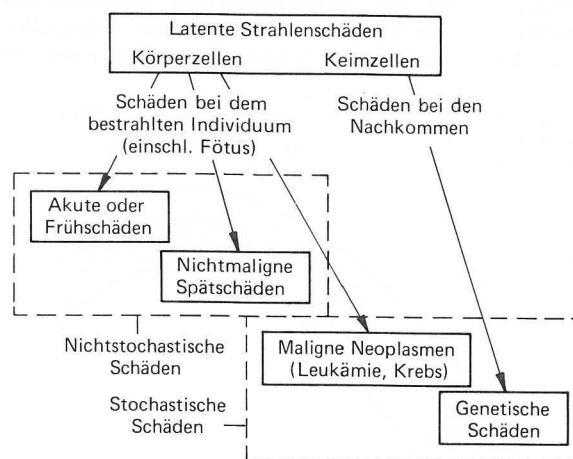 Latente Strahlenschäden
Körperzellen Keimzellen
Schäden bei dem
bestrahlten Individuum
(einschl. Fötus)
Schäden bei den
Nachkommen
Akute oder
Frühschäden
Nichtmaligne
Spätschäden
Nichtstochastische
Schäden
Maligne Neoplasmen
(Leukämie, Krebs)
Stochastische
Schäden
Genetische
Schäden